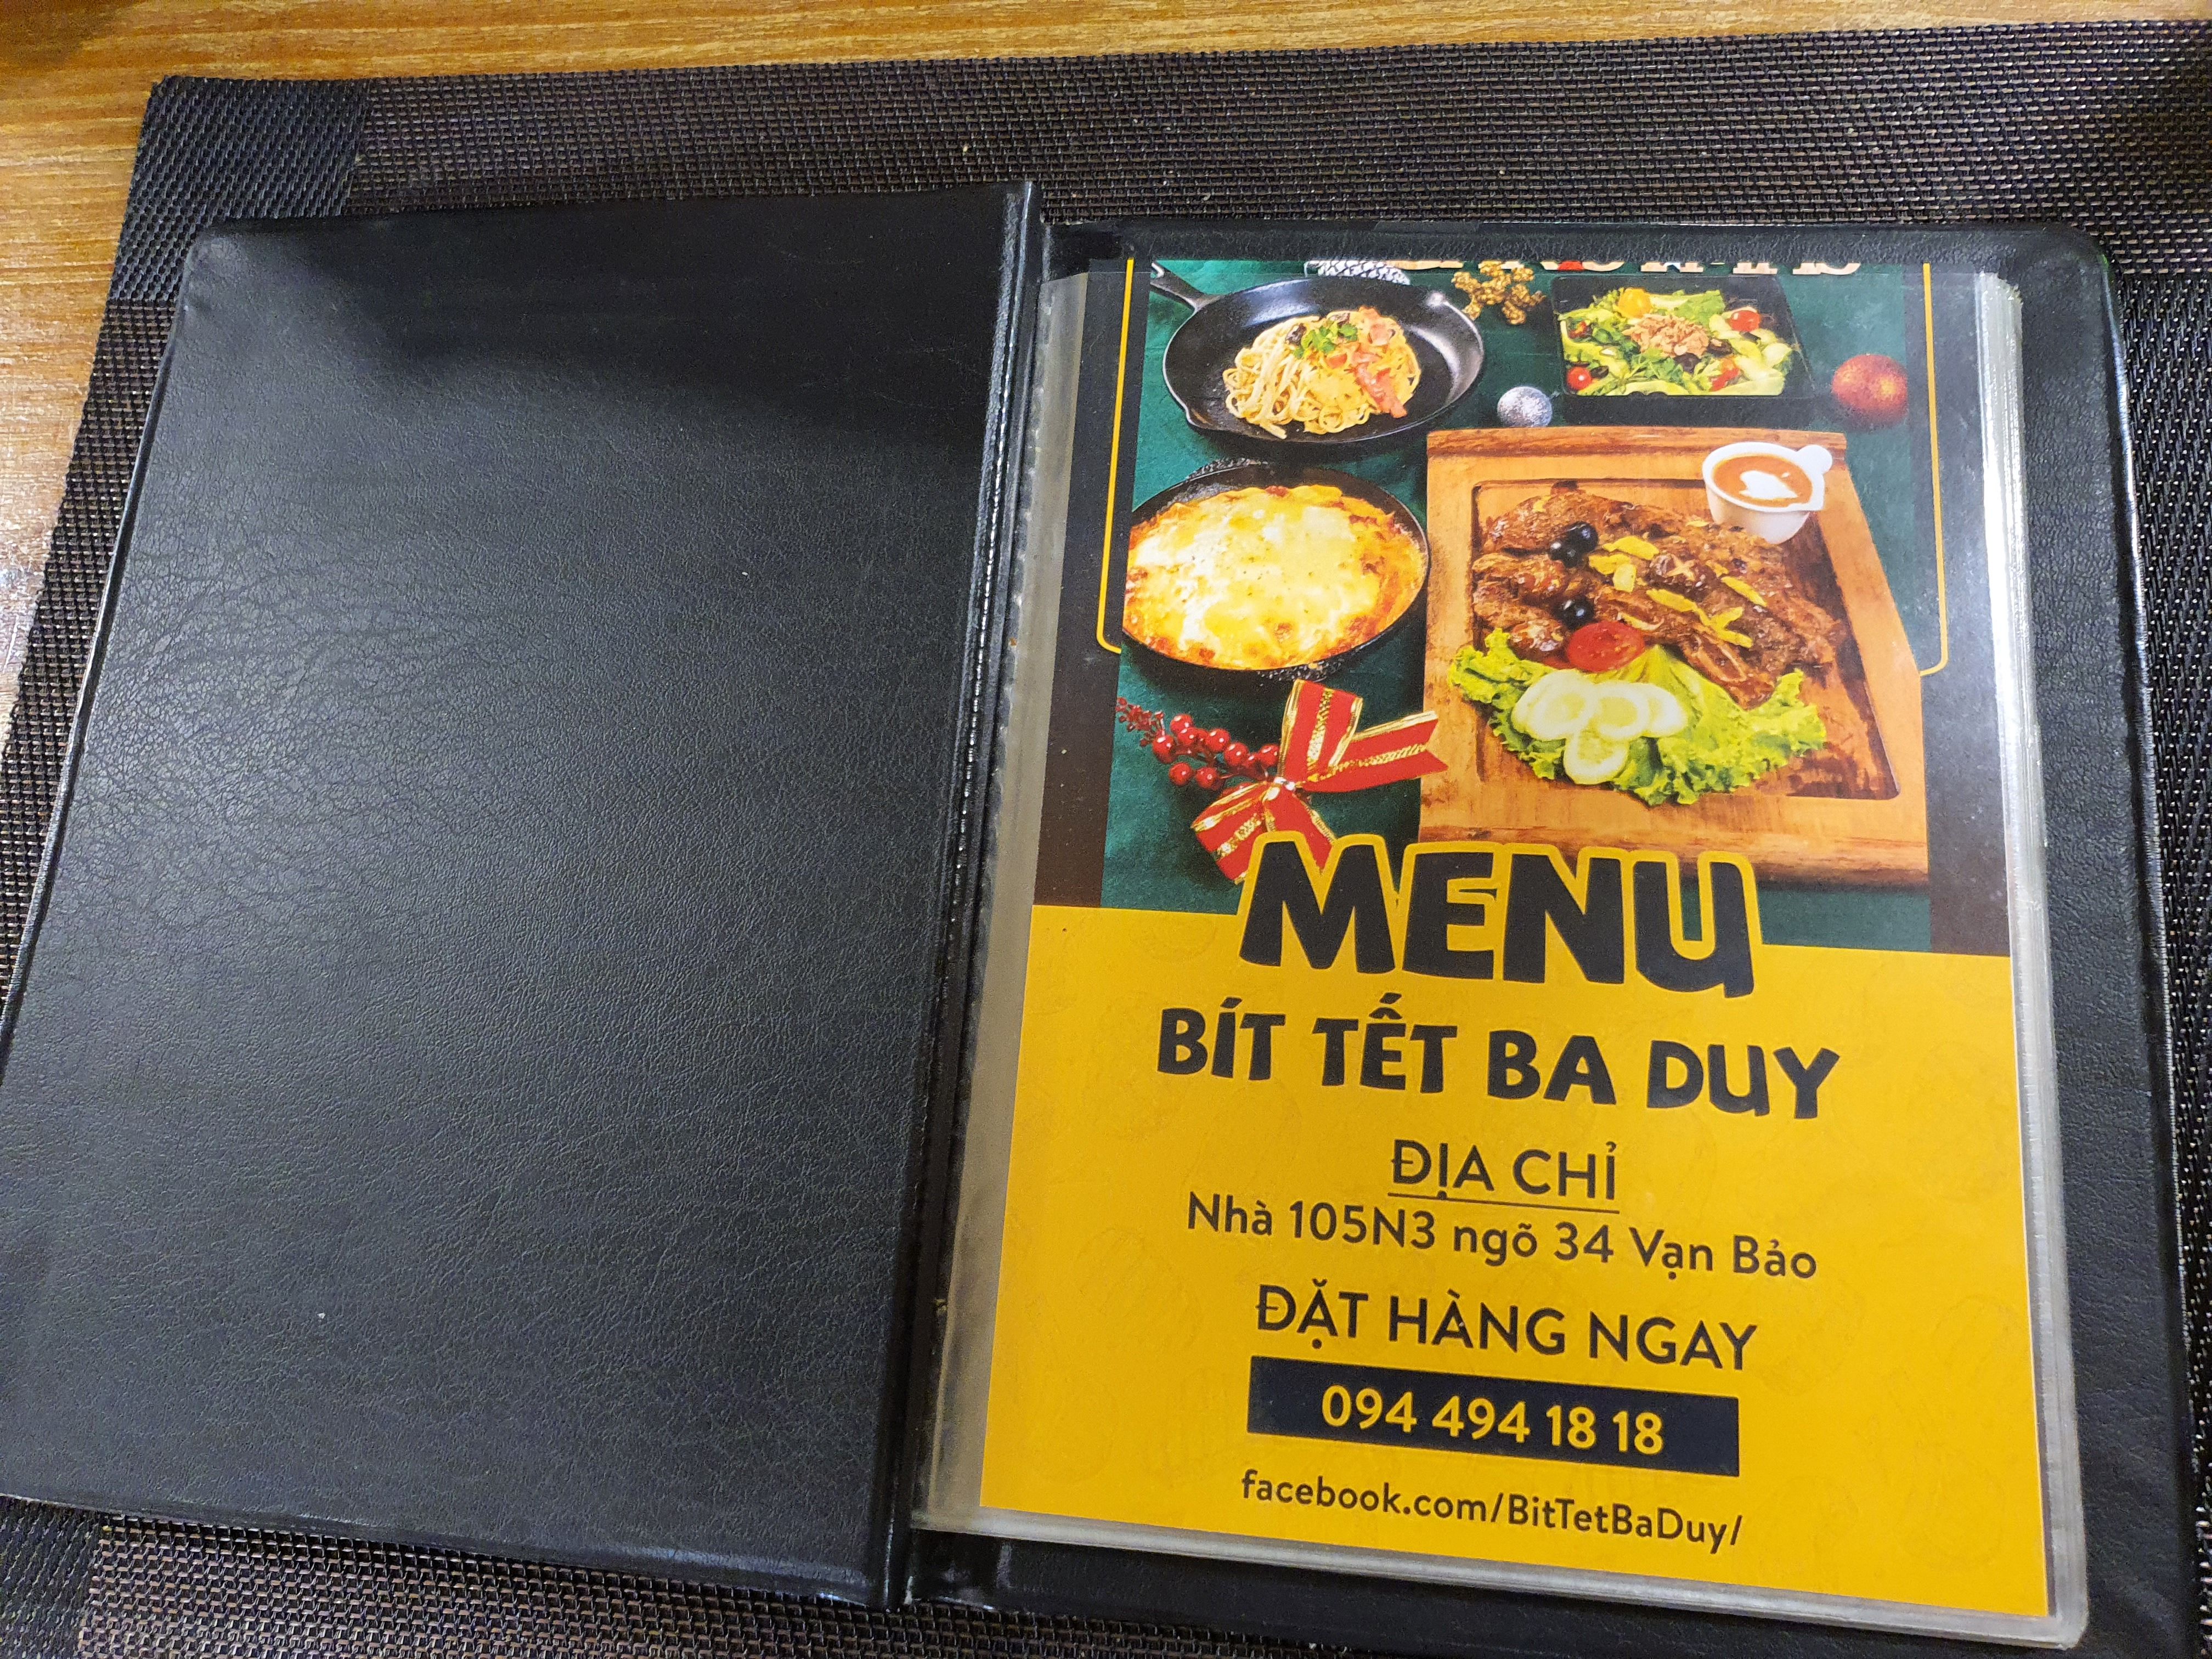 MENU
BÍT TẾT BA DUY
ĐỊA CHỈ
Nhà 105N3 ngõ 34 Vạn Bảo
ĐẶT HÀNG NGAY
094 494 18 18
facebook.com/BitTetBaDuy/